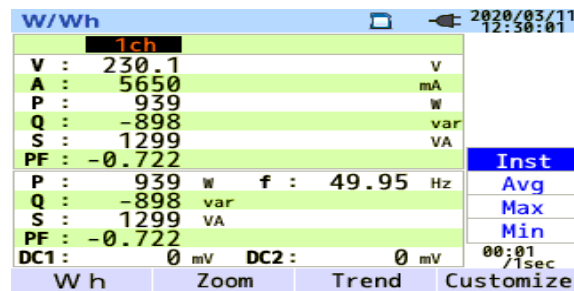 W/Wh 2020/03/11
12:30:01
1ch
V : 230.1 V
A : 5650 mA
P : 939 W
Q : -898 var
S : 1299 VA
PF : -0.722
Inst
P : 939 W f : 49.95 Hz
Avg
Q : -898 var
Max
S : 1299 VA
Min
PF : -0.722
DC1 : 0 mV DC2 : 0 mV
00:01
/1sec
Wh Zoom Trend Customize